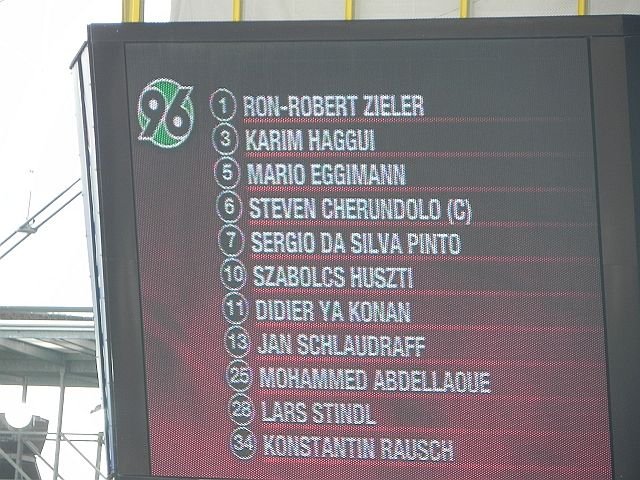 96
1 RON-ROBERT ZIELER
3 KARIM HAGGUI
5 MARIO EGGIMANN
6 STEVEN CHERUNDOLO (C)
7 SERGIO DA SILVA PINTO
10 SZABOLCS HUSZTI
11 DIDIER YA KONAN
13 JAN SCHLAUDRAFF
25 MOHAMMED ABDELLAOUE
28 LARS STINDL
34 KONSTANTIN RAUSCH